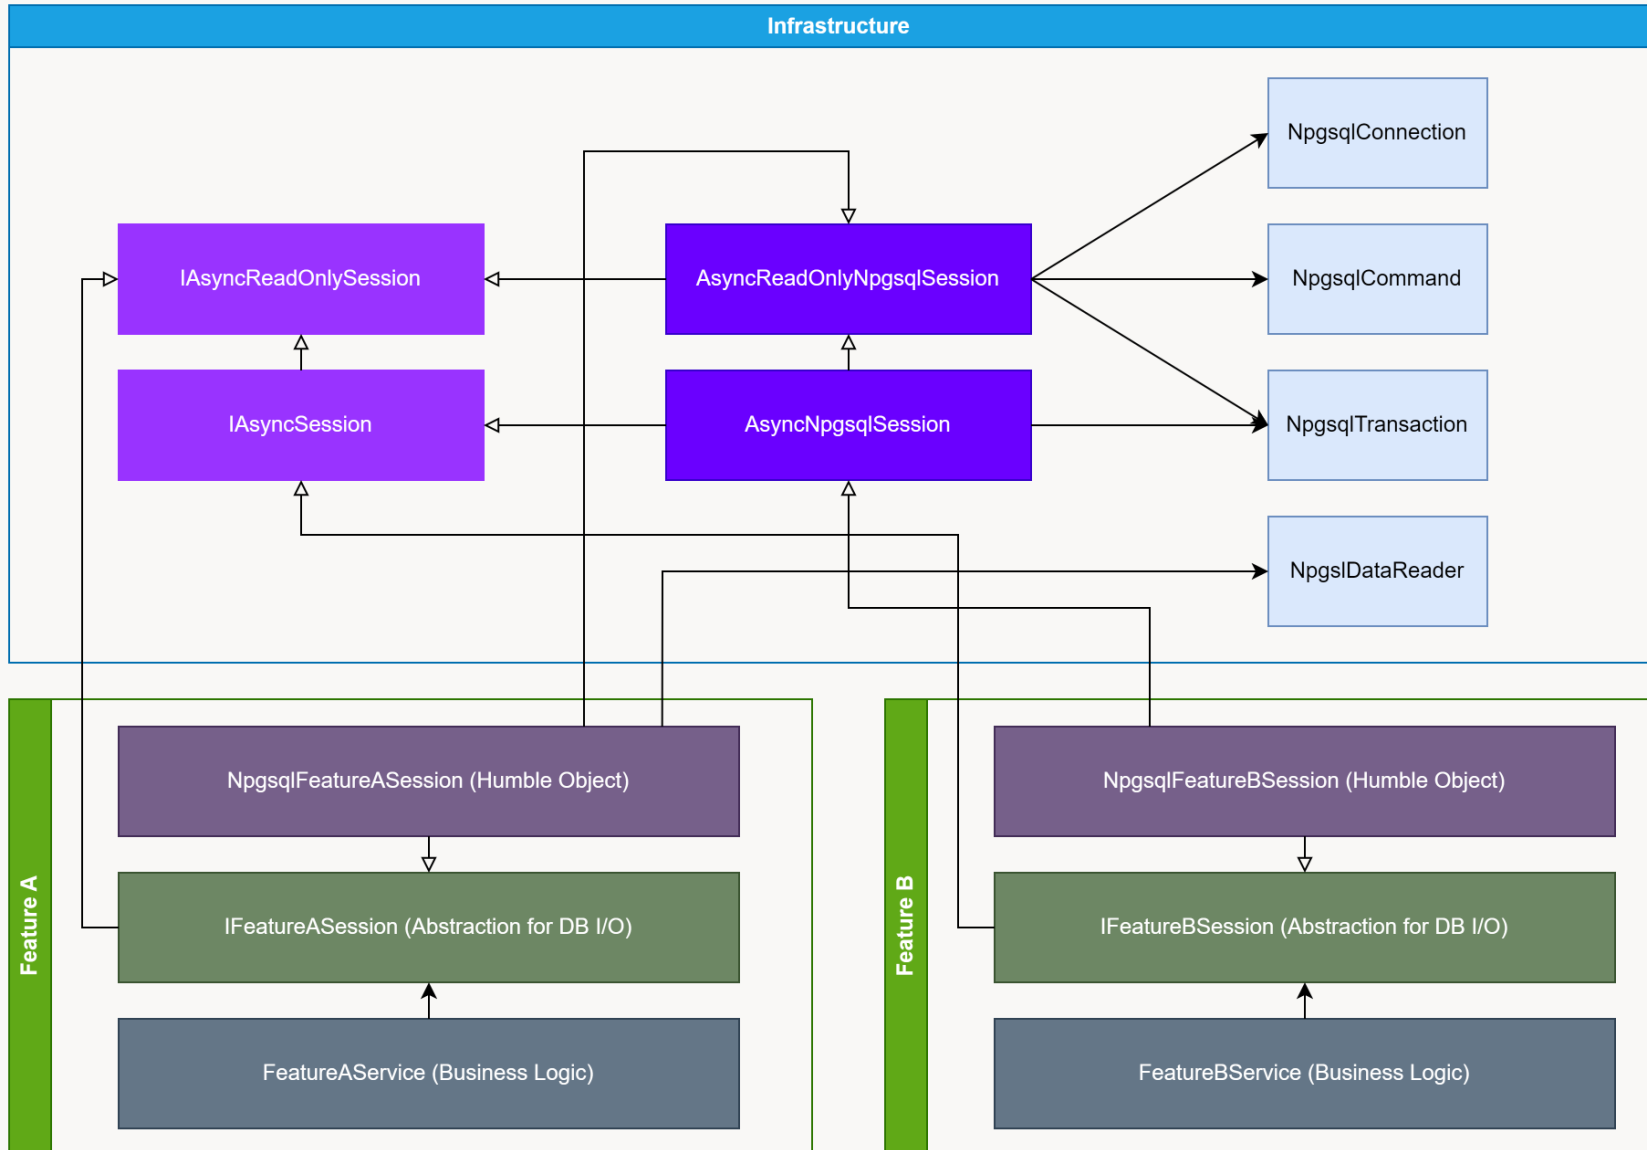 Infrastructure
NpgsqlConnection
IAsyncReadOnlySession
AsyncReadOnlyNpgsqlSession
NpgsqlCommand
IAsyncSession
AsyncNpgsqlSession
NpgsqlTransaction
NpgslDataReader
Feature A
NpgsqlFeatureASession (Humble Object)
IFeatureASession (Abstraction for DB I/O)
FeatureAService (Business Logic)
Feature B
NpgsqlFeatureBSession (Humble Object)
IFeatureBSession (Abstraction for DB I/O)
FeatureBService (Business Logic)